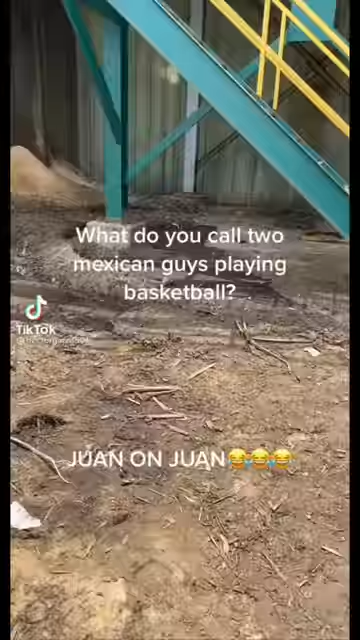 What do you call two
mexican guys playing
basketball?
TikTok
JUAN ON JUAN😂😂😂